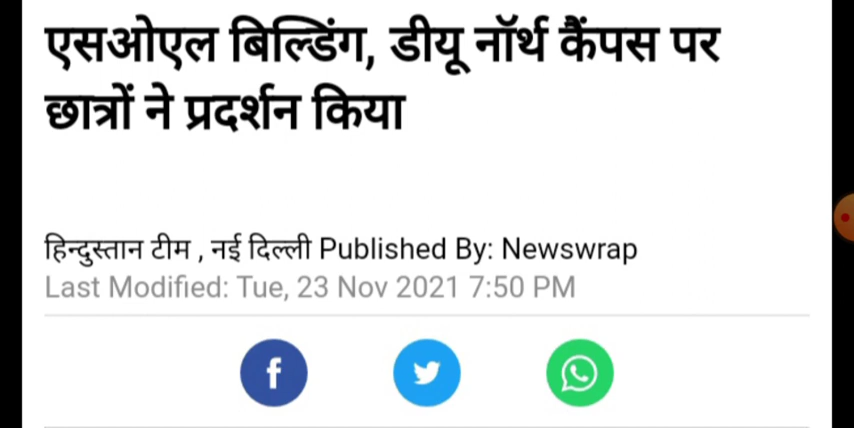 एसओएल बिल्डिंग, डीयू नॉर्थ कैंपस पर
छात्रों ने प्रदर्शन किया
हिन्दुस्तान टीम , नई दिल्ली Published By: Newswrap
Last Modified: Tue, 23 Nov 2021 7:50 PM